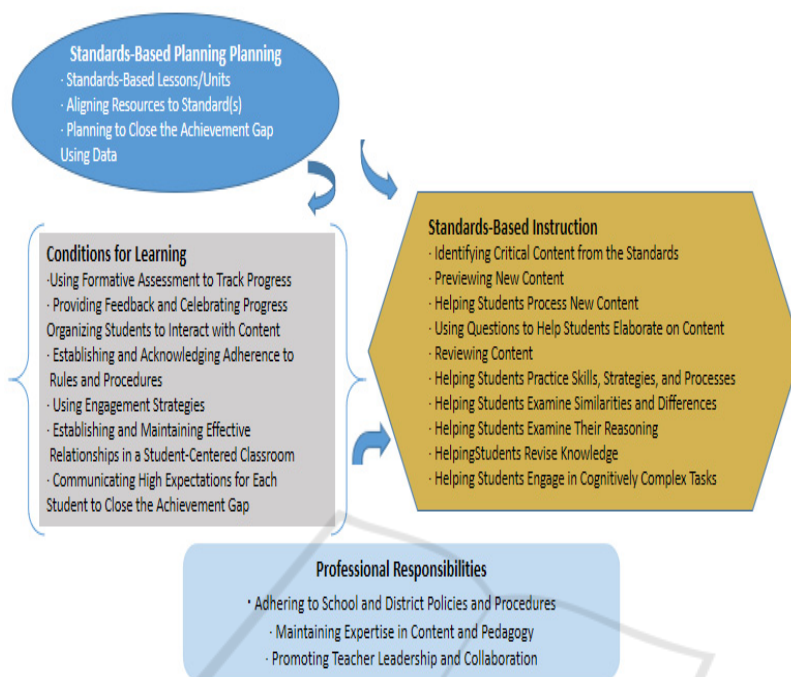 Standards-Based Planning Planning
· Standards-Based Lessons/Units
· Aligning Resources to Standard(s)
· Planning to Close the Achievement Gap
Using Data
Conditions for Learning
·Using Formative Assessment to Track Progress
· Providing Feedback and Celebrating Progress
Organizing Students to Interact with Content
· Establishing and Acknowledging Adherence to
Rules and Procedures
· Using Engagement Strategies
· Establishing and Maintaining Effective
Relationships in a Student-Centered Classroom
· Communicating High Expectations for Each
Student to Close the Achievement Gap
Standards-Based Instruction
· Identifying Critical Content from the Standards
· Previewing New Content
· Helping Students Process New Content
· Using Questions to Help Students Elaborate on Content
· Reviewing Content
· Helping Students Practice Skills, Strategies, and Processes
· Helping Students Examine Similarities and Differences
· Helping Students Examine Their Reasoning
· HelpingStudents Revise Knowledge
· Helping Students Engage in Cognitively Complex Tasks
Professional Responsibilities
· Adhering to School and District Policies and Procedures
· Maintaining Expertise in Content and Pedagogy
· Promoting Teacher Leadership and Collaboration